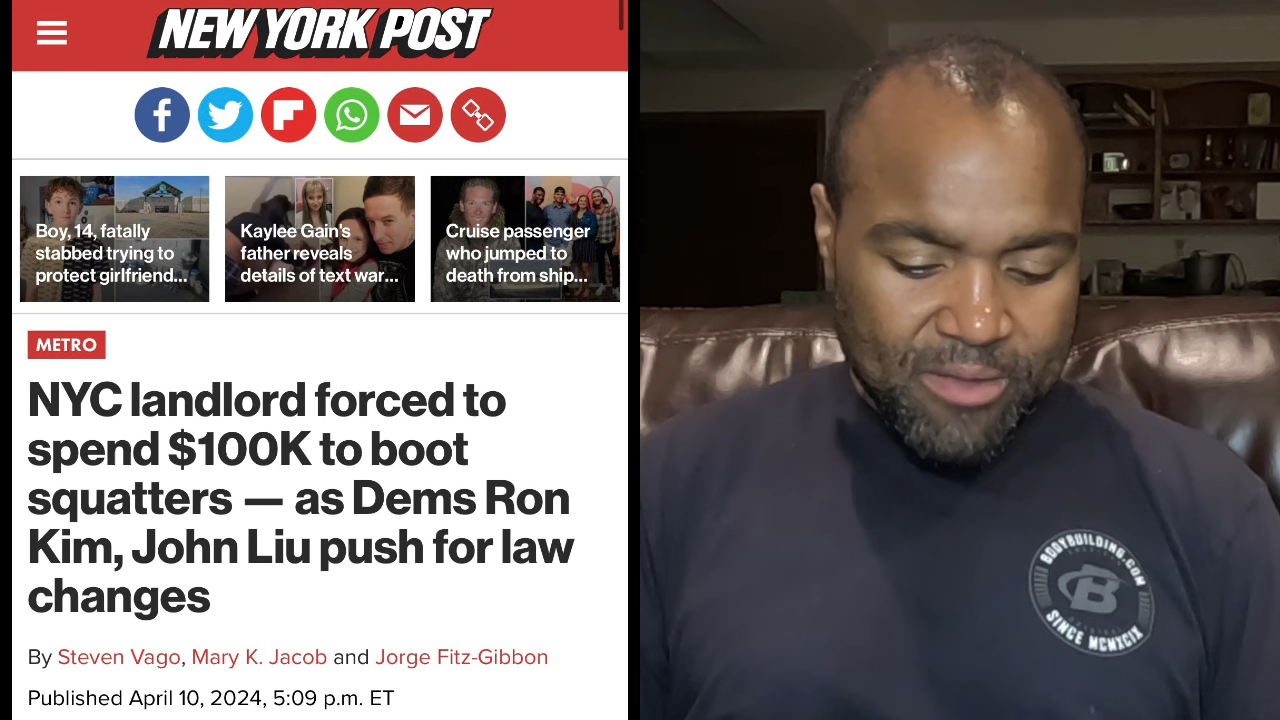 NEW YORK POST
Boy, 14, fatally
stabbed trying to
protect girlfriend...
Kaylee Gain's
father reveals
details of text war...
Cruise passenger
who jumped to
death from ship...
METRO
NYC landlord forced to
spend $100K to boot
squatters — as Dems Ron
Kim, John Liu push for law
changes
By Steven Vago, Mary K. Jacob and Jorge Fitz-Gibbon
Published April 10, 2024, 5:09 p.m. ET
BODYBUILDING.COM
B
SINCE MCMXCIX